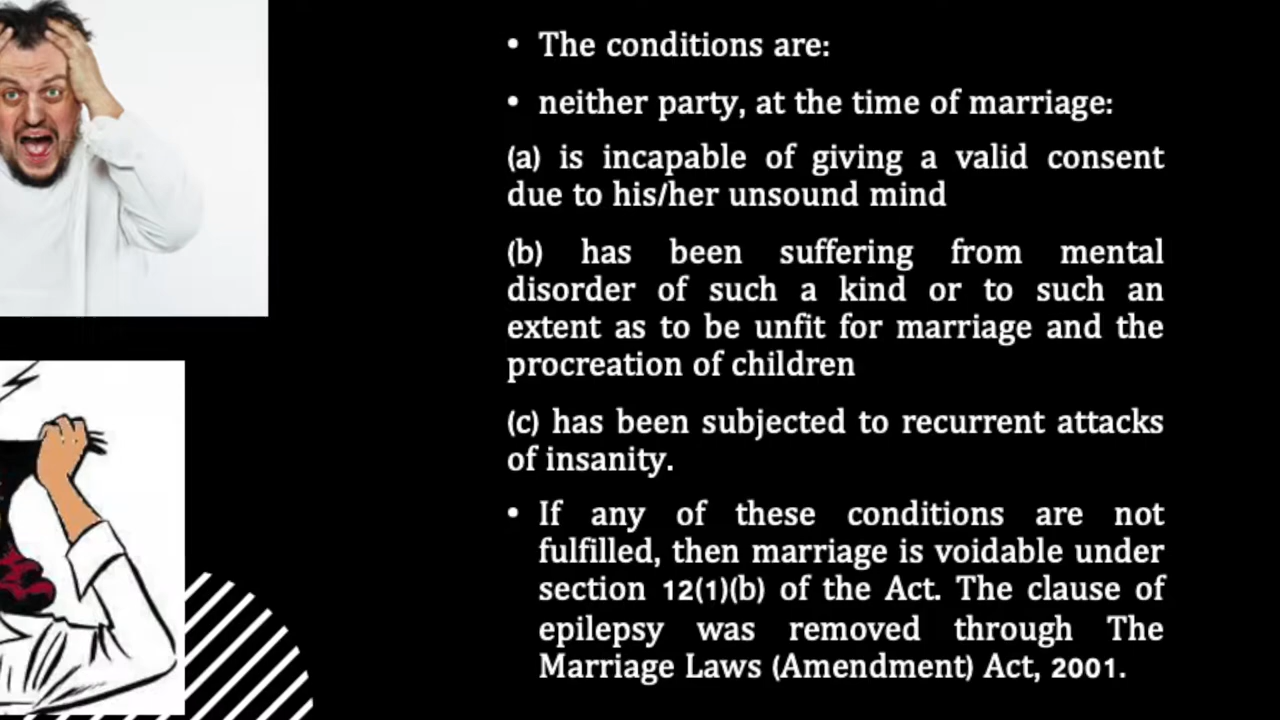 • The conditions are:
• neither party, at the time of marriage:
(a) is incapable of giving a valid consent
due to his/her unsound mind
(b) has been suffering from mental
disorder of such a kind or to such an
extent as to be unfit for marriage and the
procreation of children
(c) has been subjected to recurrent attacks
of insanity.
• If any of these conditions are not
fulfilled, then marriage is voidable under
section 12(1)(b) of the Act. The clause of
epilepsy was removed through The
Marriage Laws (Amendment) Act, 2001.